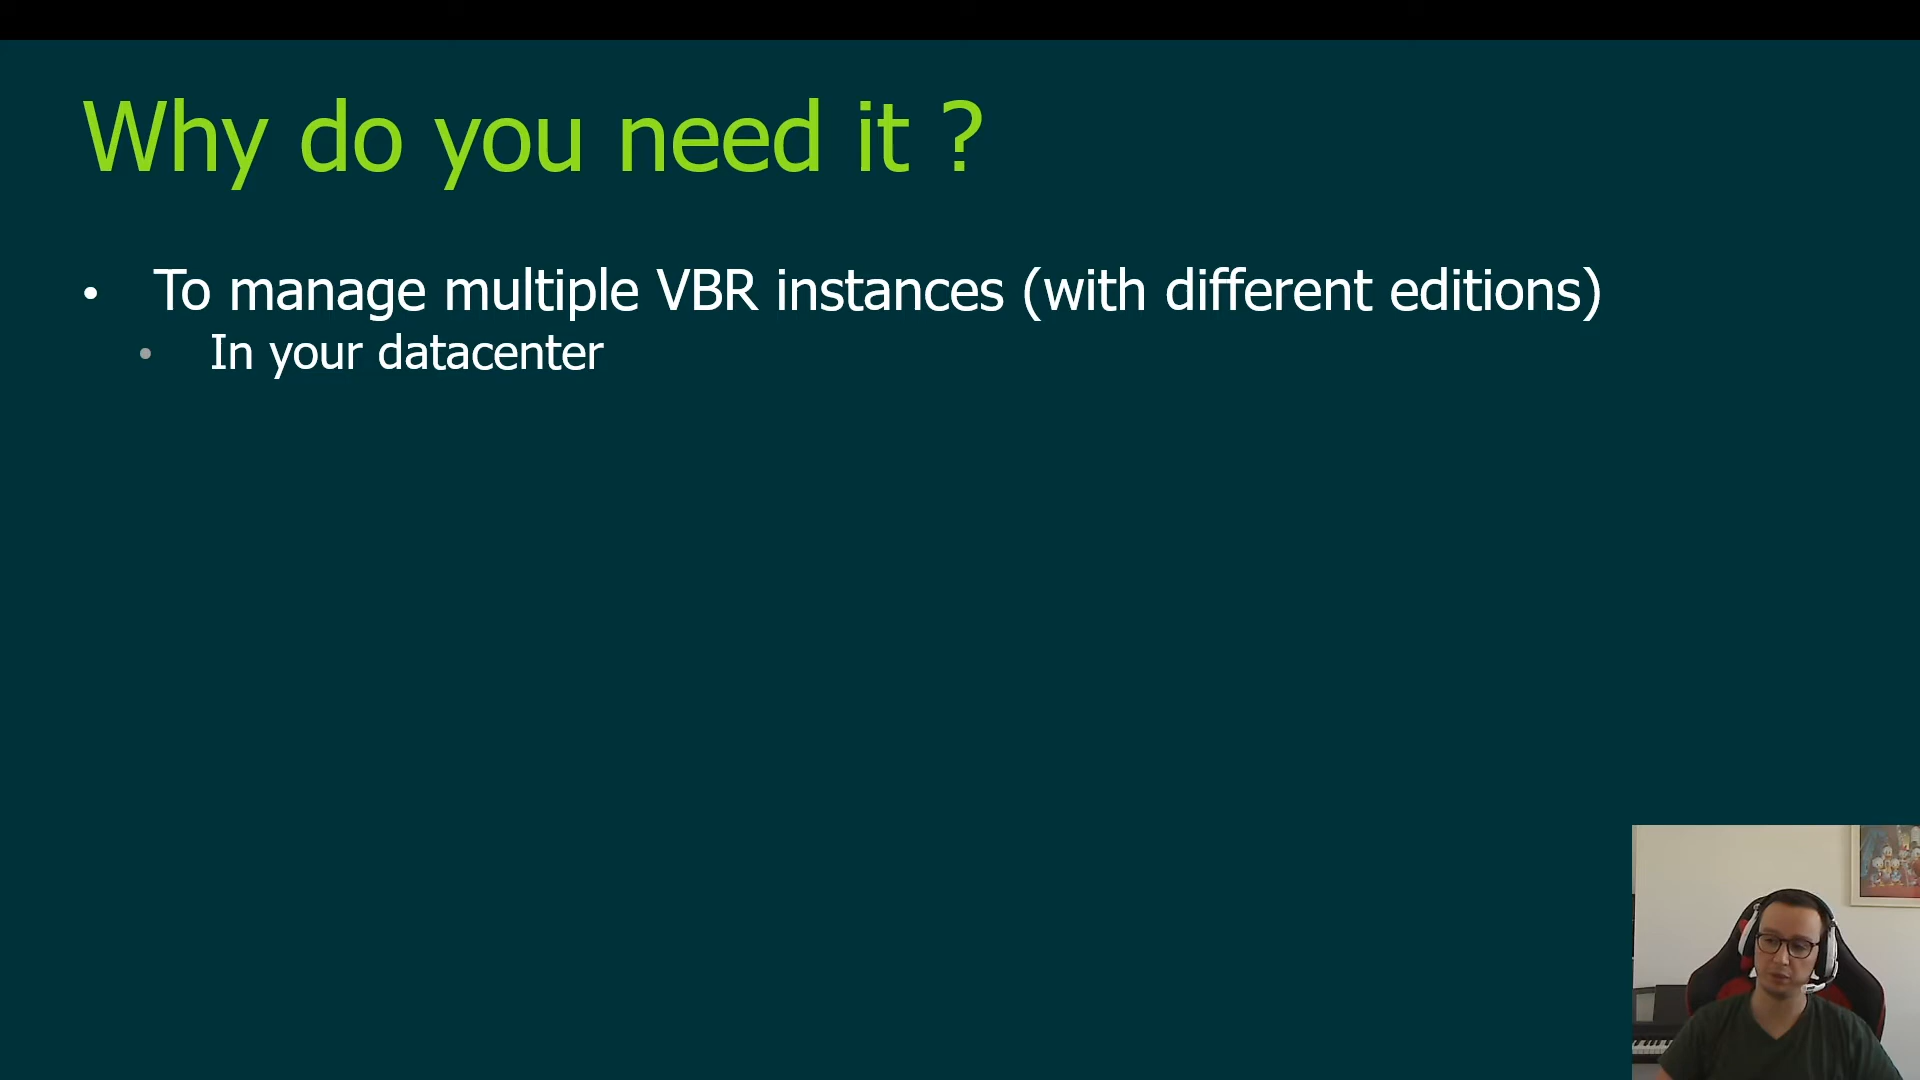 Why do you need it ?
• To manage multiple VBR instances (with different editions)
• In your datacenter